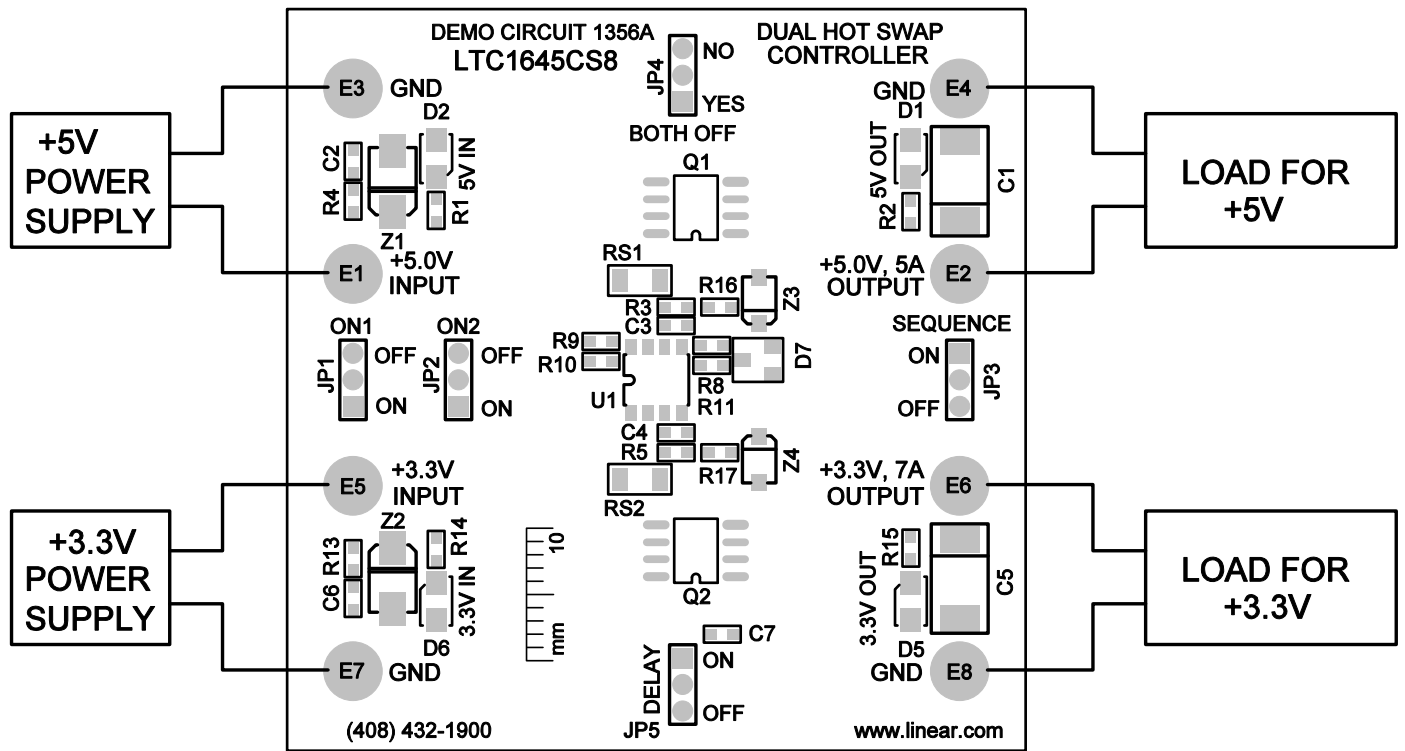 DEMO CIRCUIT 1356A
LTC1645CS8
DUAL HOT SWAP
CONTROLLER
JP4
NO
YES
BOTH OFF
E3
GND
D2
C2
R4
5V IN
R1
Z1
+5V
POWER
SUPPLY
E1
+5.0V
INPUT
Q1
GND
E4
D1
5V OUT
R2
C1
LOAD FOR
+5V
+5.0V, 5A
OUTPUT
E2
RS1
R16
R3
C3
Z3
R9
R10
D7
R8
R11
U1
ON1
OFF
JP1
ON
ON2
OFF
JP2
ON
SEQUENCE
ON
JP3
OFF
C4
R5
R17
Z4
RS2
E5
+3.3V
INPUT
+3.3V, 7A
OUTPUT
E6
Z2
R14
R13
C6
3.3V IN
D6
+3.3V
POWER
SUPPLY
E7
GND
10
mm
Q2
C7
DELAY
ON
OFF
JP5
R15
3.3V OUT
C5
D5
GND
E8
LOAD FOR
+3.3V
(408) 432-1900
www.linear.com